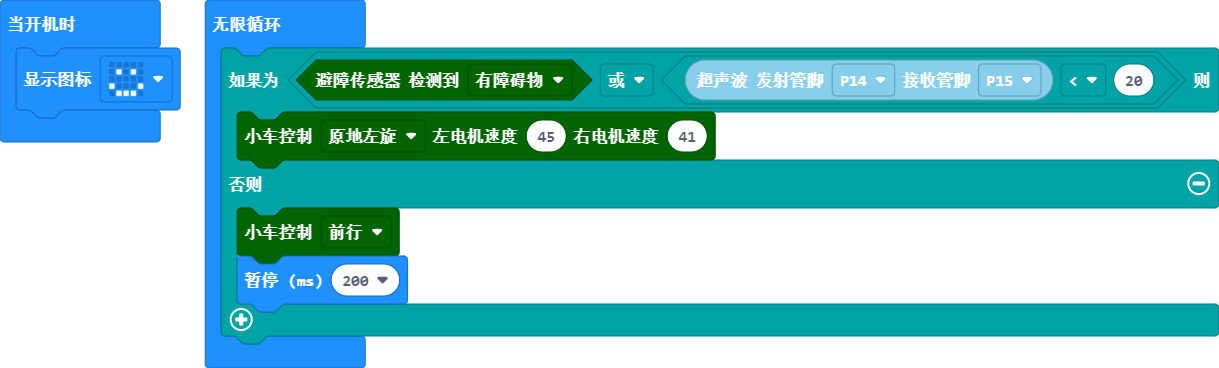 当开机时
显示图标
无限循环
如果为 避障传感器 检测到 有障碍物 或 超声波 发射管脚 P14 接收管脚 P15 < 20 则
小车控制 原地左旋 左电机速度 45 右电机速度 41
否则
小车控制 前行
暂停 (ms) 200